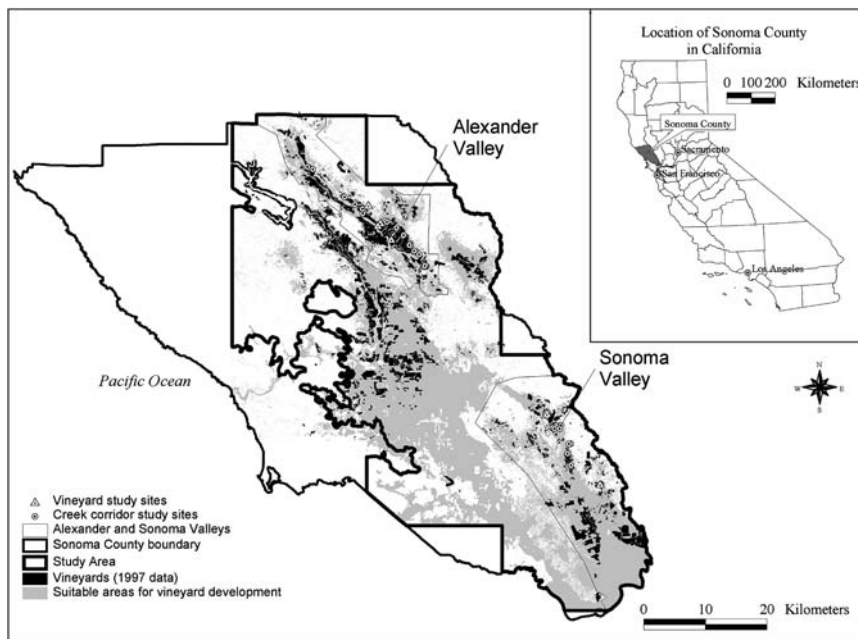 Location of Sonoma County
in California
0 100 200 Kilometers
Sonoma County
Sacramento
San Francisco
Los Angeles
Alexander
Valley
Sonoma
Valley
Pacific Ocean
N
W E
S
Vineyard study sites
Creek corridor study sites
Alexander and Sonoma Valleys
Sonoma County boundary
Study Area
Vineyards (1997 data)
Suitable areas for vineyard development
0 10 20 Kilometers